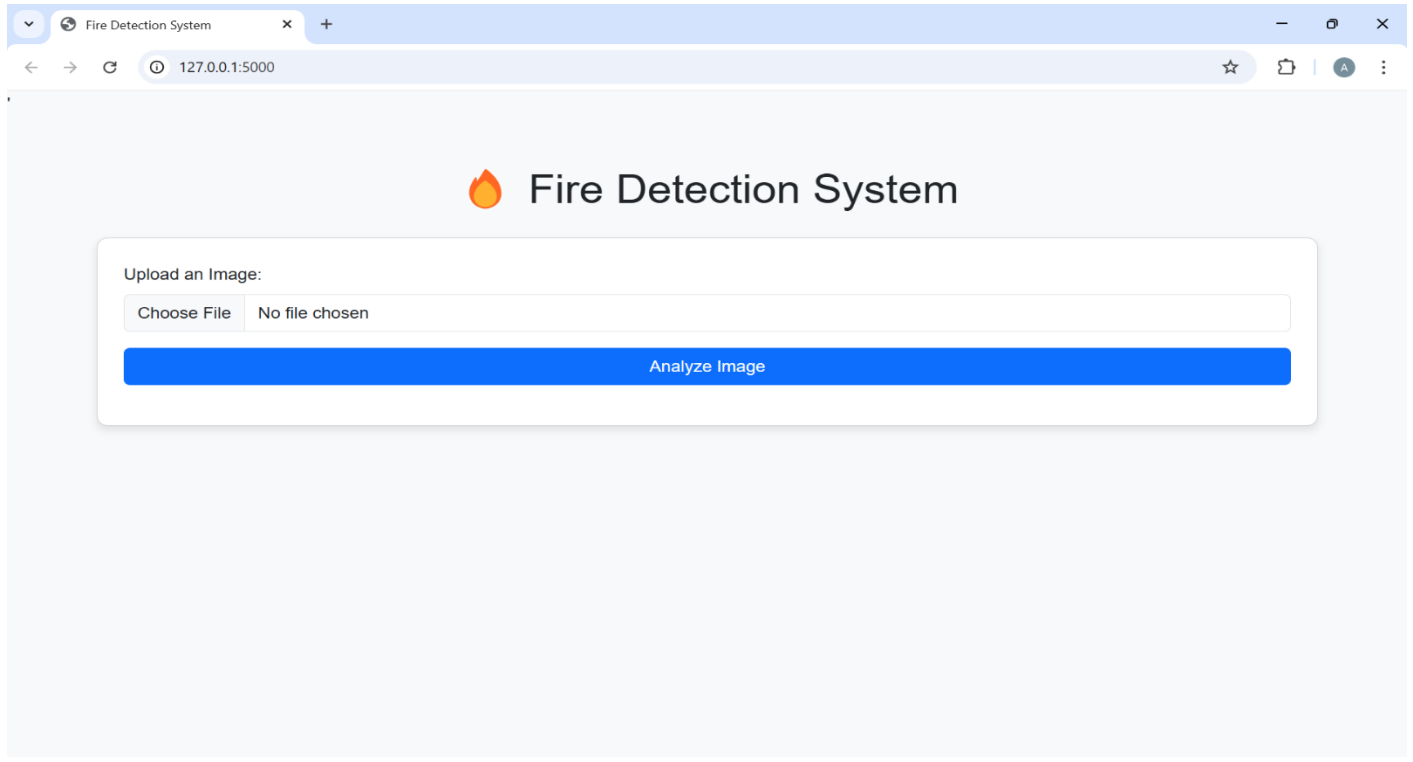 Fire Detection System
127.0.0.1:5000
A
'
🔥 Fire Detection System
Upload an Image:
Choose File No file chosen
Analyze Image